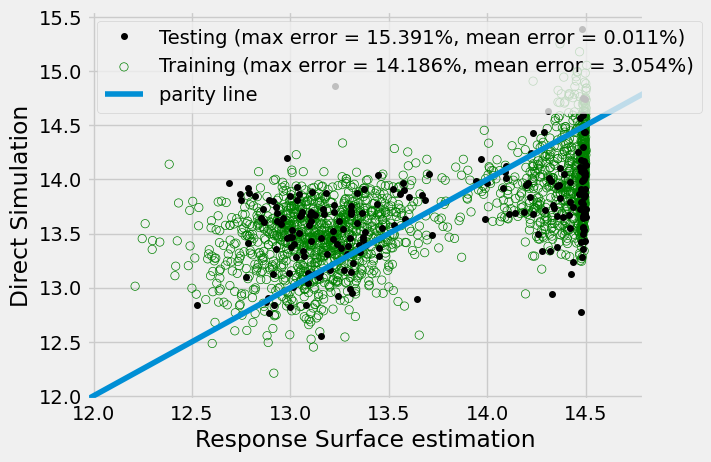 15.5
15.0
14.5
14.0
13.5
13.0
12.5
12.0
Direct Simulation
Testing (max error = 15.391%, mean error = 0.011%)
Training (max error = 14.186%, mean error = 3.054%)
parity line
12.0 12.5 13.0 13.5 14.0 14.5
Response Surface estimation